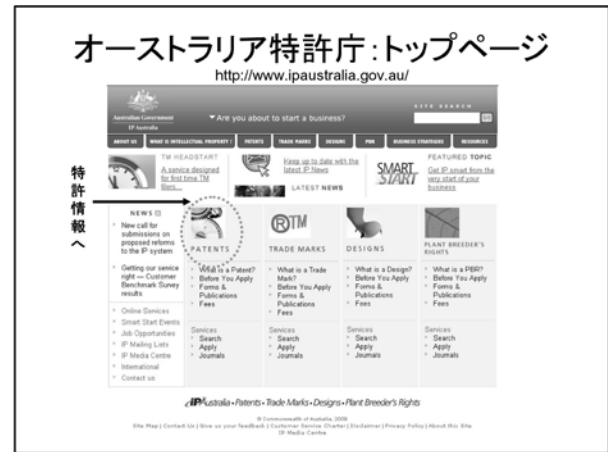 オーストラリア特許庁:トップページ
http://www.ipaustralia.gov.au/
Australian Government
IP Australia
▼Are you about to start a business?
SITE SEARCH
GO
ABOUT US
WHAT IS INTELLECTUAL PROPERTY?
PATENTS
TRADE MARKS
DESIGNS
PBR
BUSINESS STRATEGIES
RESOURCES
TM HEADSTART
A service designed
for first time TM
filers...
Keep up to date with the
latest IP News
LATEST NEWS
SMART
START
FEATURED TOPIC
Get IP smart from the
very start of your
business
特許情報へ
NEWS
New call for
submissions on
proposed reforms
to the IP system
Getting our service
right — Customer
Benchmark Survey
results
Online Services
Smart Start Events
Job Opportunities
IP Mailing Lists
IP Media Centre
International
Contact us
PATENTS
What is a Patent?
Before You Apply
Forms &
Publications
Fees
Services
Search
Apply
Journals
®TM
TRADE MARKS
What is a Trade
Mark?
Before You Apply
Forms &
Publications
Fees
Services
Search
Apply
Journals
DESIGNS
What is a Design?
Before You Apply
Forms &
Publications
Fees
Services
Search
Apply
Journals
PLANT BREEDER'S
RIGHTS
What is a PBR?
Before You Apply
Forms &
Publications
Fees
Services
Search
Apply
Journals
IPAustralia • Patents • Trade Marks • Designs • Plant Breeder's Rights
© Commonwealth of Australia, 2009
Site Map | Contact Us | Give us your feedback | Customer Service Charter | Disclaimer | Privacy Policy | About this Site
IP Media Centre